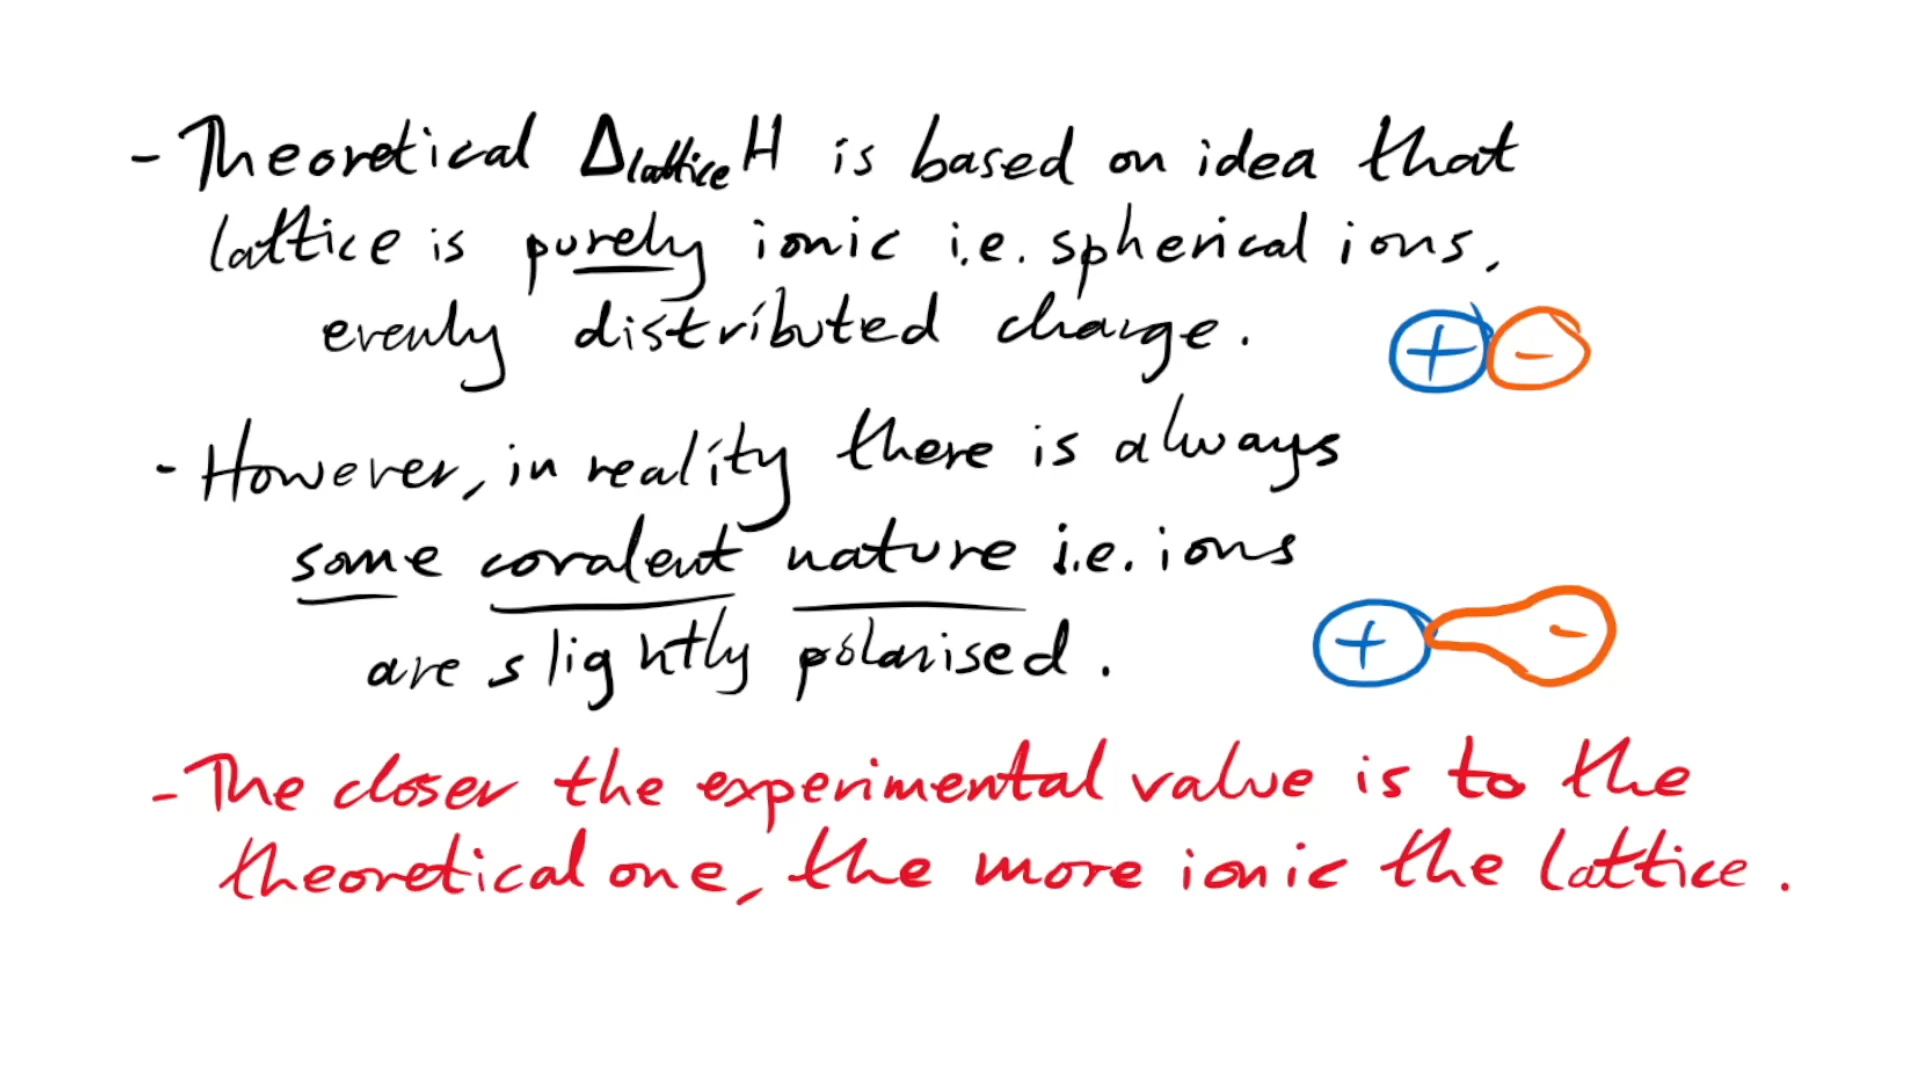 - Theoretical ΔlatticeH is based on idea that
lattice is purely ionic i.e. spherical ions,
evenly distributed charge.
+ -
- However, in reality there is always
some covalent nature i.e. ions
are slightly polarised.
+ -
- The closer the experimental value is to the
theoretical one, the more ionic the lattice.